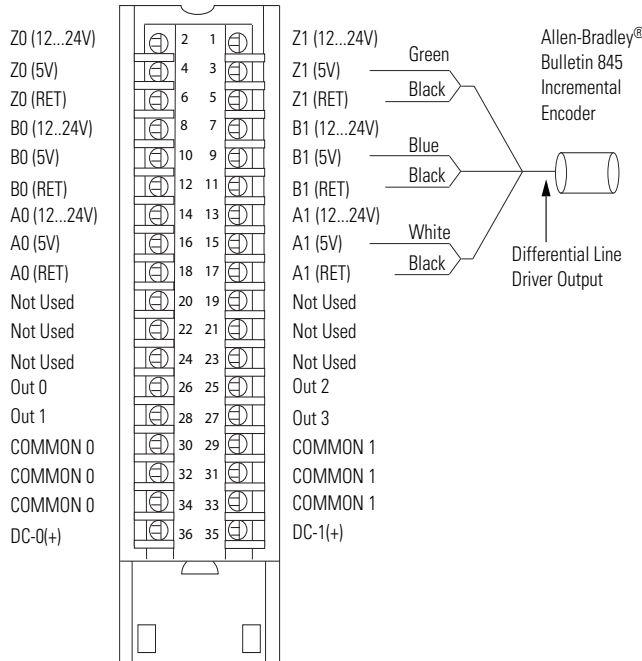 Z0 (12...24V) 2 1 Z1 (12...24V)
Z0 (5V) 4 3 Z1 (5V)
Z0 (RET) 6 5 Z1 (RET)
B0 (12..24V) 8 7 B1 (12...24V)
B0 (5V) 10 9 B1 (5V)
B0 (RET) 12 11 B1 (RET)
A0 (12...24V) 14 13 A1 (12...24V)
A0 (5V) 16 15 A1 (5V)
A0 (RET) 18 17 A1 (RET)
Not Used 20 19 Not Used
Not Used 22 21 Not Used
Not Used 24 23 Not Used
Out 0 26 25 Out 2
Out 1 28 27 Out 3
COMMON 0 30 29 COMMON 1
COMMON 0 32 31 COMMON 1
COMMON 0 34 33 COMMON 1
DC-0(+) 36 35 DC-1(+)
Green
Black
Blue
Black
White
Black
Allen-Bradley®
Bulletin 845
Incremental
Encoder
Differential Line
Driver Output